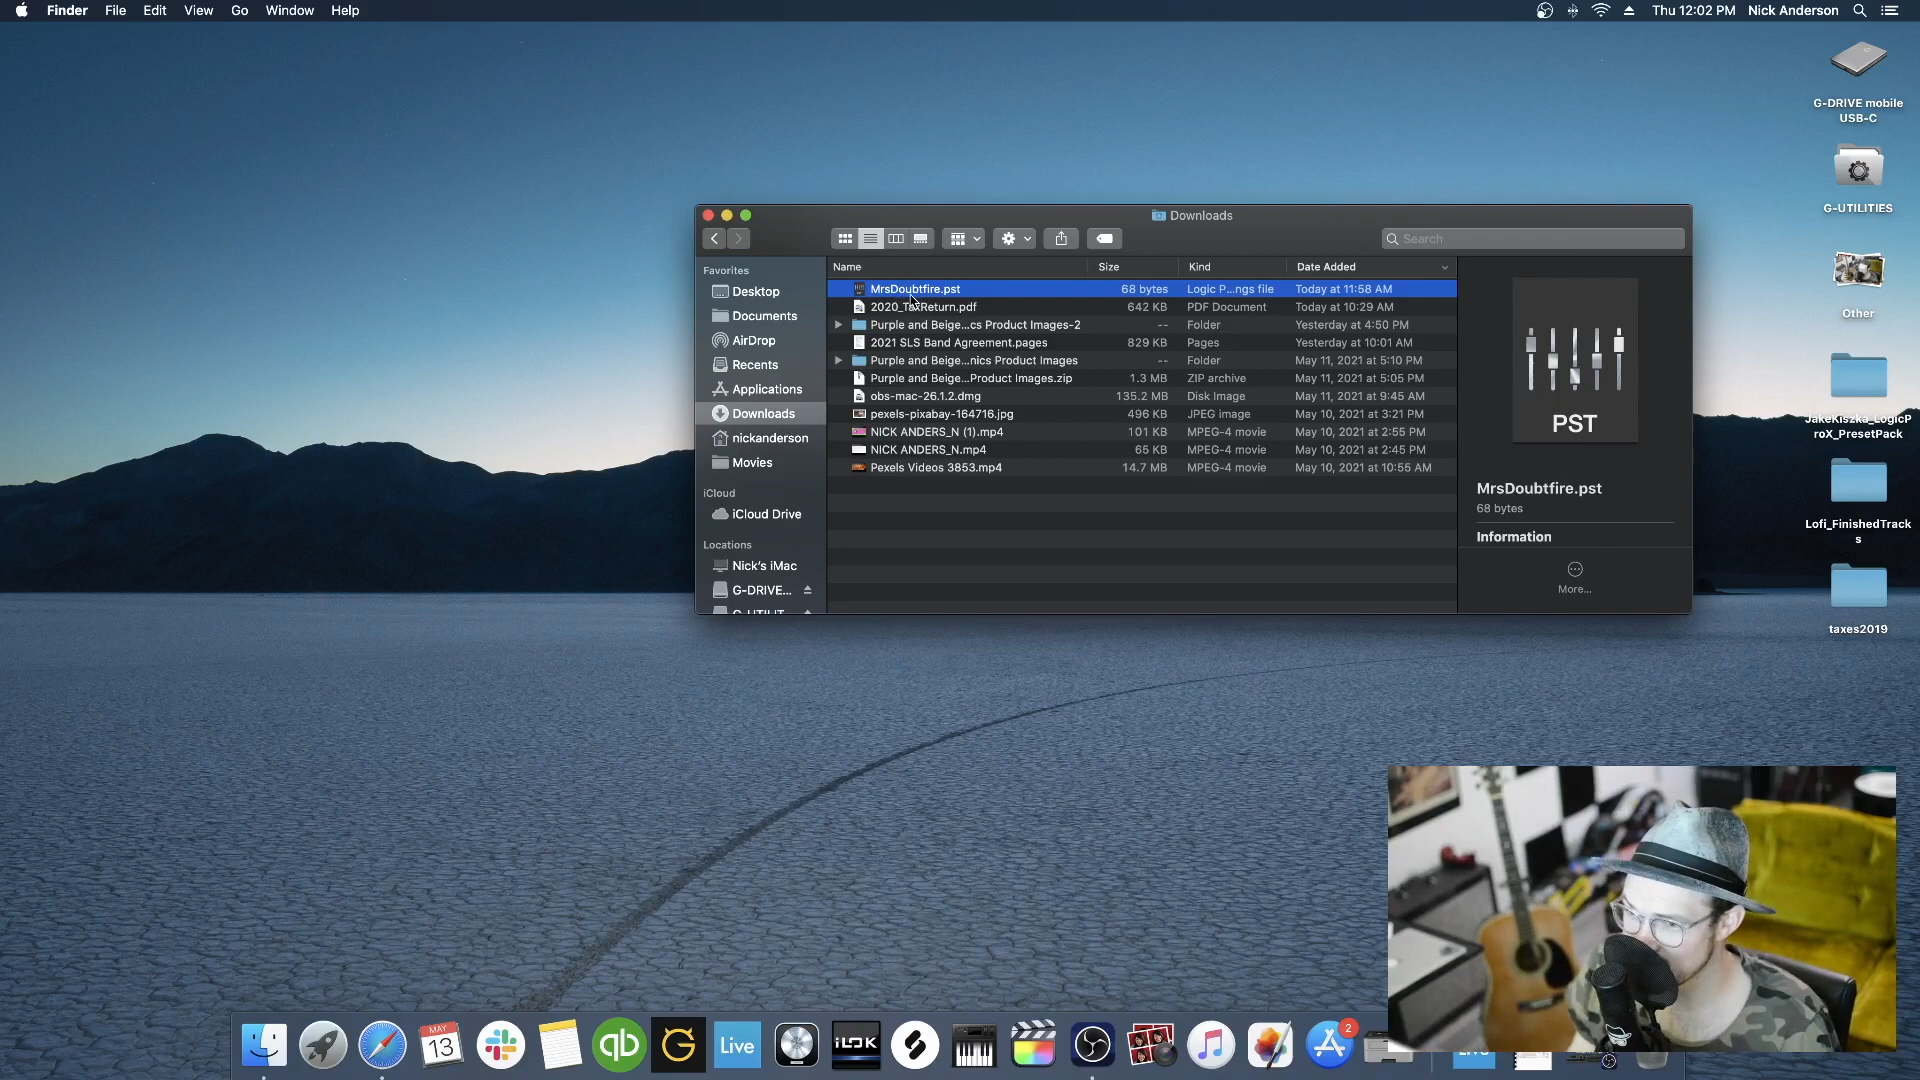 Finder File Edit View Go Window Help
Thu 12:02 PM Nick Anderson
G-DRIVE mobile
USB-C
G-UTILITIES
Other
JakeKiszka_LogicP
roX_PresetPack
Lofi_FinishedTrack
s
taxes2019
Downloads
Search
Favorites
Desktop
Documents
AirDrop
Recents
Applications
Downloads
nickanderson
Movies
iCloud
iCloud Drive
Locations
Nick's iMac
G-DRIVE...
Name Size Kind Date Added
MrsDoubtfire.pst 68 bytes Logic P...ngs file Today at 11:58 AM
2020_TaxReturn.pdf 642 KB PDF Document Today at 10:29 AM
Purple and Beige...cs Product Images-2 -- Folder Yesterday at 4:50 PM
2021 SLS Band Agreement.pages 829 KB Pages Yesterday at 10:01 AM
Purple and Beige...nics Product Images -- Folder May 11, 2021 at 5:10 PM
Purple and Beige...Product Images.zip 1.3 MB ZIP archive May 11, 2021 at 5:05 PM
obs-mac-26.1.2.dmg 135.2 MB Disk Image May 11, 2021 at 9:45 AM
pexels-pixabay-164716.jpg 496 KB JPEG image May 10, 2021 at 3:21 PM
NICK ANDERS_N (1).mp4 101 KB MPEG-4 movie May 10, 2021 at 2:55 PM
NICK ANDERS_N.mp4 65 KB MPEG-4 movie May 10, 2021 at 2:45 PM
Pexels Videos 3853.mp4 14.7 MB MPEG-4 movie May 10, 2021 at 10:55 AM
PST
MrsDoubtfire.pst
68 bytes
Information
More...
MAY
13
qb
Live
iLOK
2